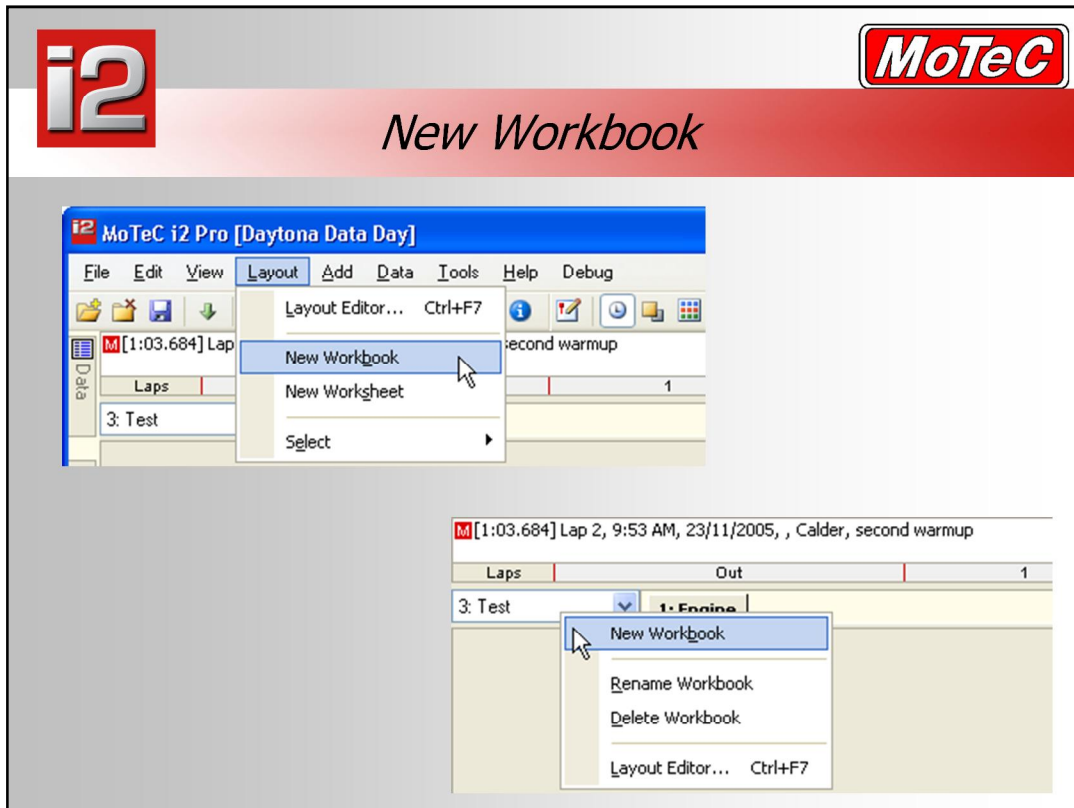 i2
MoTeC
New Workbook
i2 MoTeC i2 Pro [Daytona Data Day]
File Edit View Layout Add Data Tools Help Debug
Layout Editor... Ctrl+F7
M [1:03.684] Lap
second warmup
New Workbook
Data
Laps 1
New Worksheet
3: Test
Select
M [1:03.684] Lap 2, 9:53 AM, 23/11/2005, , Calder, second warmup
Laps Out 1
3: Test 1: Engine
New Workbook
Rename Workbook
Delete Workbook
Layout Editor... Ctrl+F7